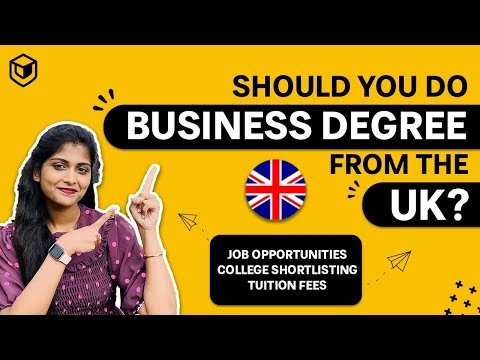 SHOULD YOU DO
BUSINESS DEGREE
FROM THE
UK?
JOB OPPORTUNITIES
COLLEGE SHORTLISTING
TUITION FEES